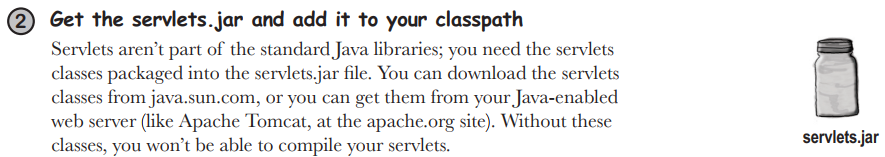 2 Get the servlets.jar and add it to your classpath
Servlets aren't part of the standard Java libraries; you need the servlets
classes packaged into the servlets.jar file. You can download the servlets
classes from java.sun.com, or you can get them from your Java-enabled
web server (like Apache Tomcat, at the apache.org site). Without these
classes, you won't be able to compile your servlets.
servlets.jar